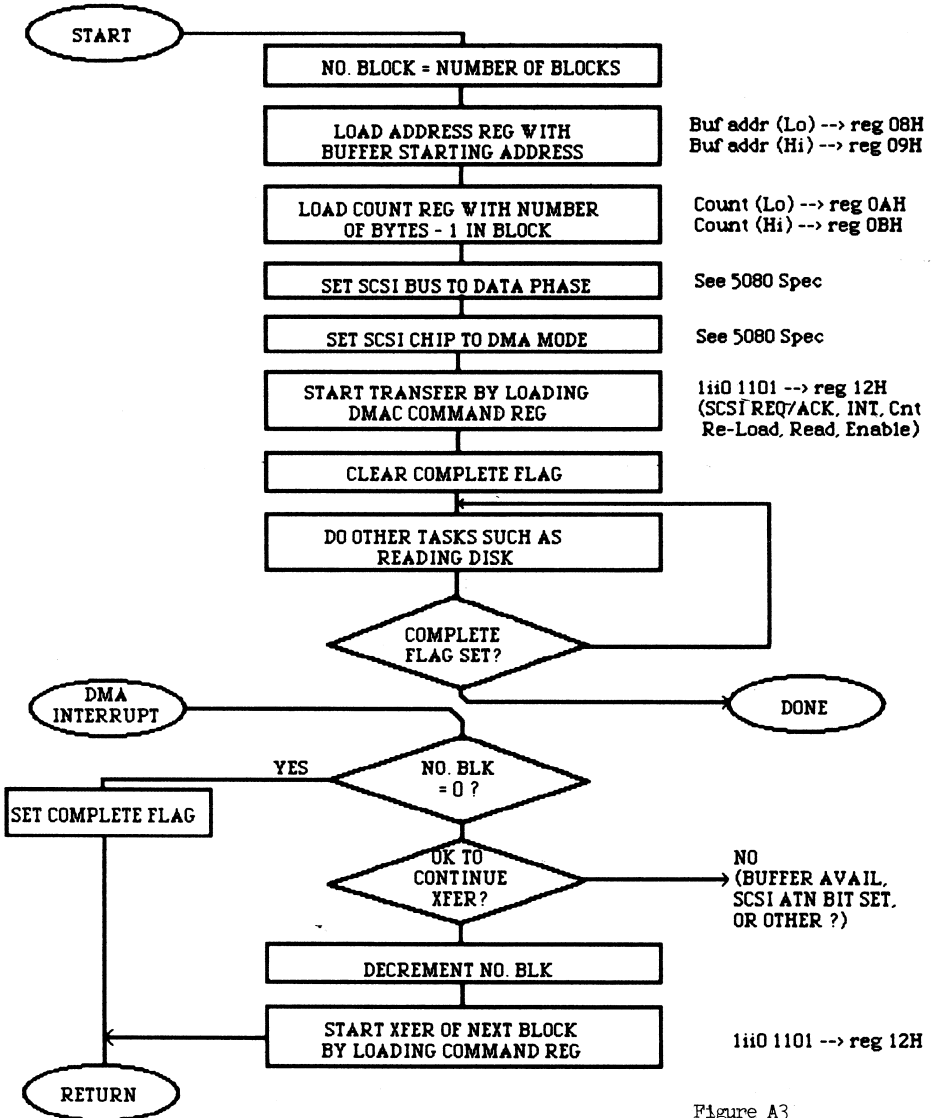 START
NO. BLOCK = NUMBER OF BLOCKS
LOAD ADDRESS REG WITH
BUFFER STARTING ADDRESS
Buf addr (Lo) --> reg 08H
Buf addr (Hi) --> reg 09H
LOAD COUNT REG WITH NUMBER
OF BYTES - 1 IN BLOCK
Count (Lo) --> reg 0AH
Count (Hi) --> reg 0BH
SET SCSI BUS TO DATA PHASE
See 5080 Spec
SET SCSI CHIP TO DMA MODE
See 5080 Spec
START TRANSFER BY LOADING
DMAC COMMAND REG
1ii0 1101 --> reg 12H
(SCSI REQ/ACK, INT, Cnt
Re-Load, Read, Enable)
CLEAR COMPLETE FLAG
DO OTHER TASKS SUCH AS
READING DISK
COMPLETE
FLAG SET?
DMA
INTERRUPT
DONE
YES
NO. BLK
= 0 ?
SET COMPLETE FLAG
OK TO
CONTINUE
XFER?
NO
(BUFFER AVAIL,
SCSI ATN BIT SET,
OR OTHER ?)
DECREMENT NO. BLK
START XFER OF NEXT BLOCK
BY LOADING COMMAND REG
1ii0 1101 --> reg 12H
RETURN
Figure A3